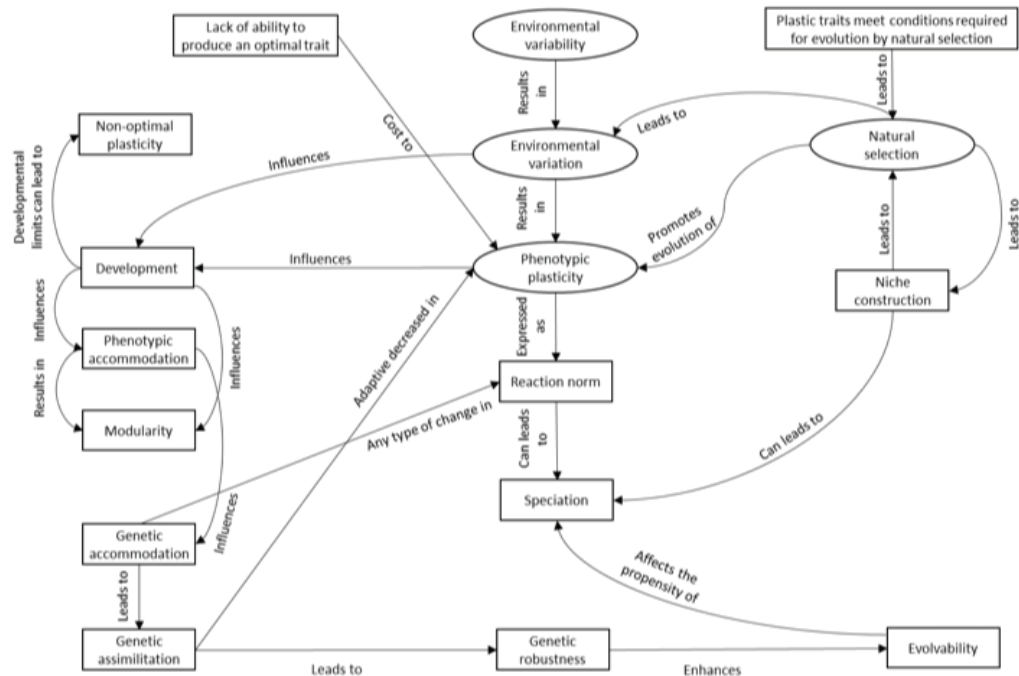 Lack of ability to
produce an optimal trait
Environmental
variability
Plastic traits meet conditions required
for evolution by natural selection
Results
in
Leads to
Cost to
Leads to
Non-optimal
plasticity
Environmental
variation
Natural
selection
Influences
Developmental
limits can lead to
Results
in
Promotes
evolution of
Leads to
Leads to
Development
Influences
Phenotypic
plasticity
Niche
construction
Influences
Expressed
as
Adaptive decreased in
Phenotypic
accommodation
Influences
Results in
Reaction norm
Any type of change in
Modularity
Can leads
to
Can leads to
Speciation
Influences
Genetic
accommodation
Leads to
Affects the
propensity of
Genetic
assimilitation
Leads to
Genetic
robustness
Enhances
Evolvability